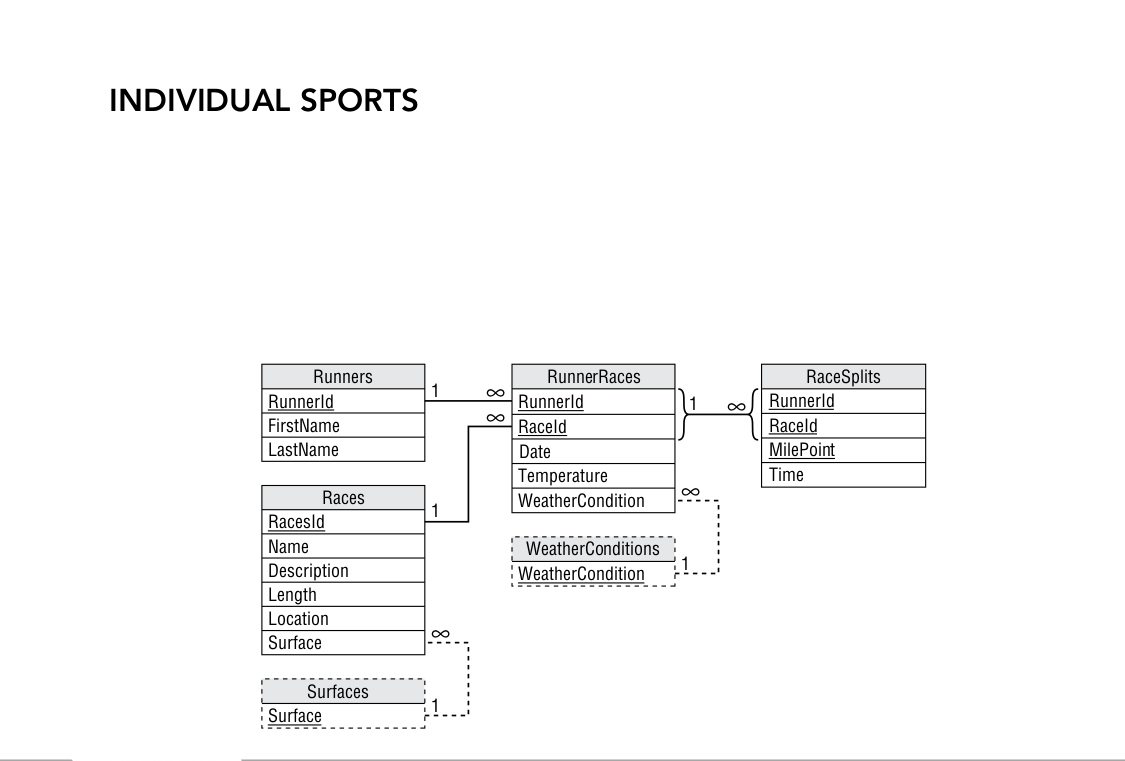 INDIVIDUAL SPORTS
Runners
RunnerId
FirstName
LastName
1
∞
RunnerRaces
RunnerId
RaceId
Date
Temperature
WeatherCondition
∞
1
∞
RaceSplits
RunnerId
RaceId
MilePoint
Time
Races
RacesId
Name
Description
Length
Location
Surface
1
∞
WeatherConditions
WeatherCondition
1
∞
Surfaces
Surface
1